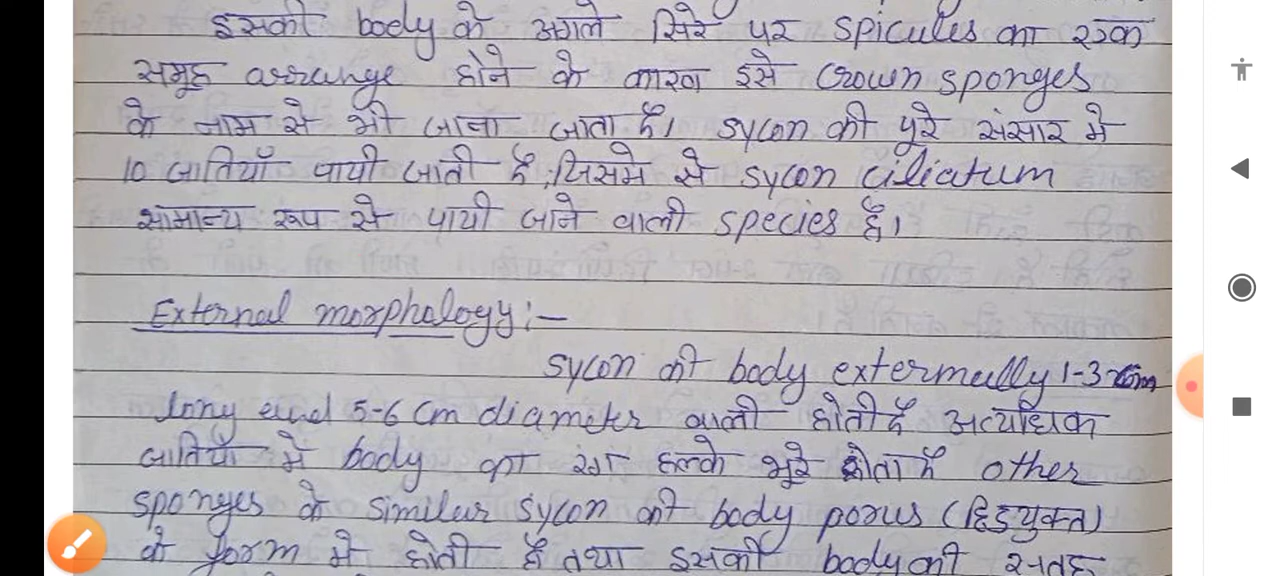 इसकी body के अगले सिरे पर spicules का एक
समूह arrange होने के कारण इसे Crown sponges
के नाम से भी जाना जाता है। sycon की पूरे संसार मे
10 जातियाँ पायी जाती है, जिसमे से sycon ciliatum
सामान्य रूप से पायी जाने वाली species है।
External morphology:-
sycon की body extermally 1-3 cm
long and 5-6 cm diameter वाली होती है अत्याधिक
जातियो मे body का रंग हल्के भूरे होता है other
sponges के similar sycon की body porus (छिद्रयुक्त)
के form मे होती है तथा इसकी body की सतह